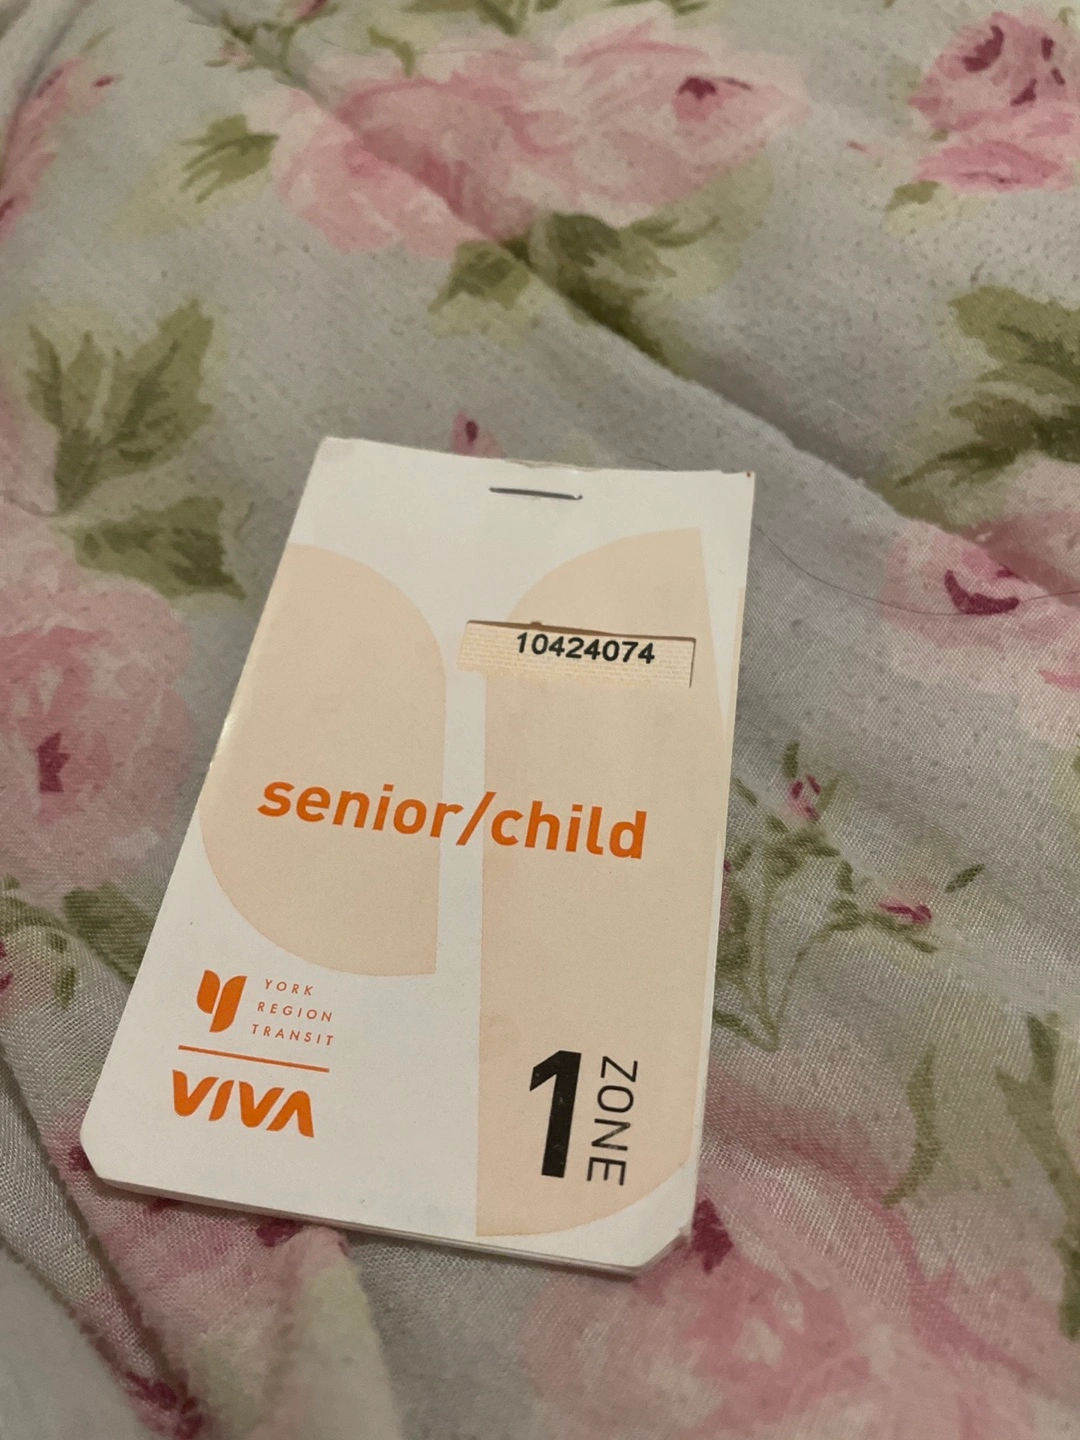 10424074
senior/child
YORK
REGION
TRANSIT
VIVA
1 ZONE